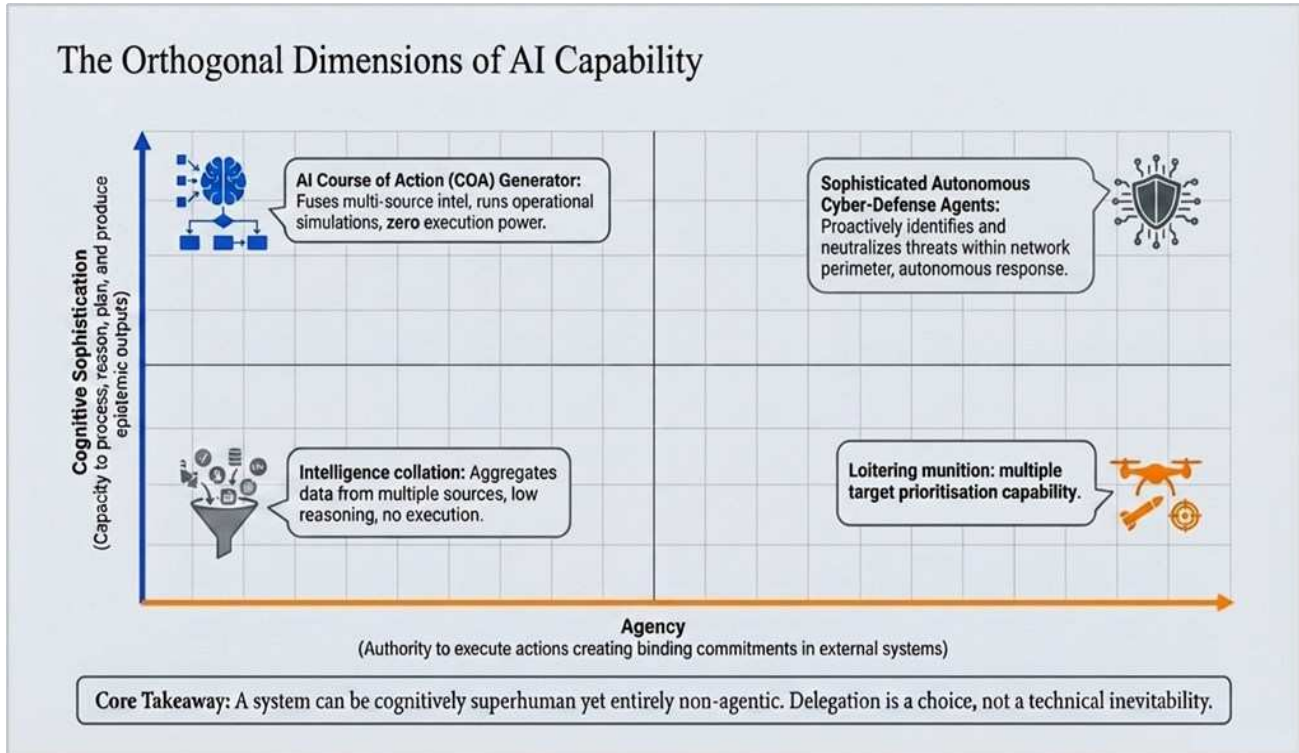 The Orthogonal Dimensions of AI Capability
AI Course of Action (COA) Generator:
Fuses multi-source intel, runs operational
simulations, zero execution power.
Sophisticated Autonomous
Cyber-Defense Agents:
Proactively identifies and
neutralizes threats within network
perimeter, autonomous response.
Cognitive Sophistication
(Capacity to process, reason, plan, and produce
epistemic outputs)
Intelligence collation: Aggregates
data from multiple sources, low
reasoning, no execution.
Loitering munition: multiple
target prioritisation capability.
Agency
(Authority to execute actions creating binding commitments in external systems)
Core Takeaway: A system can be cognitively superhuman yet entirely non-agentic. Delegation is a choice, not a technical inevitability.